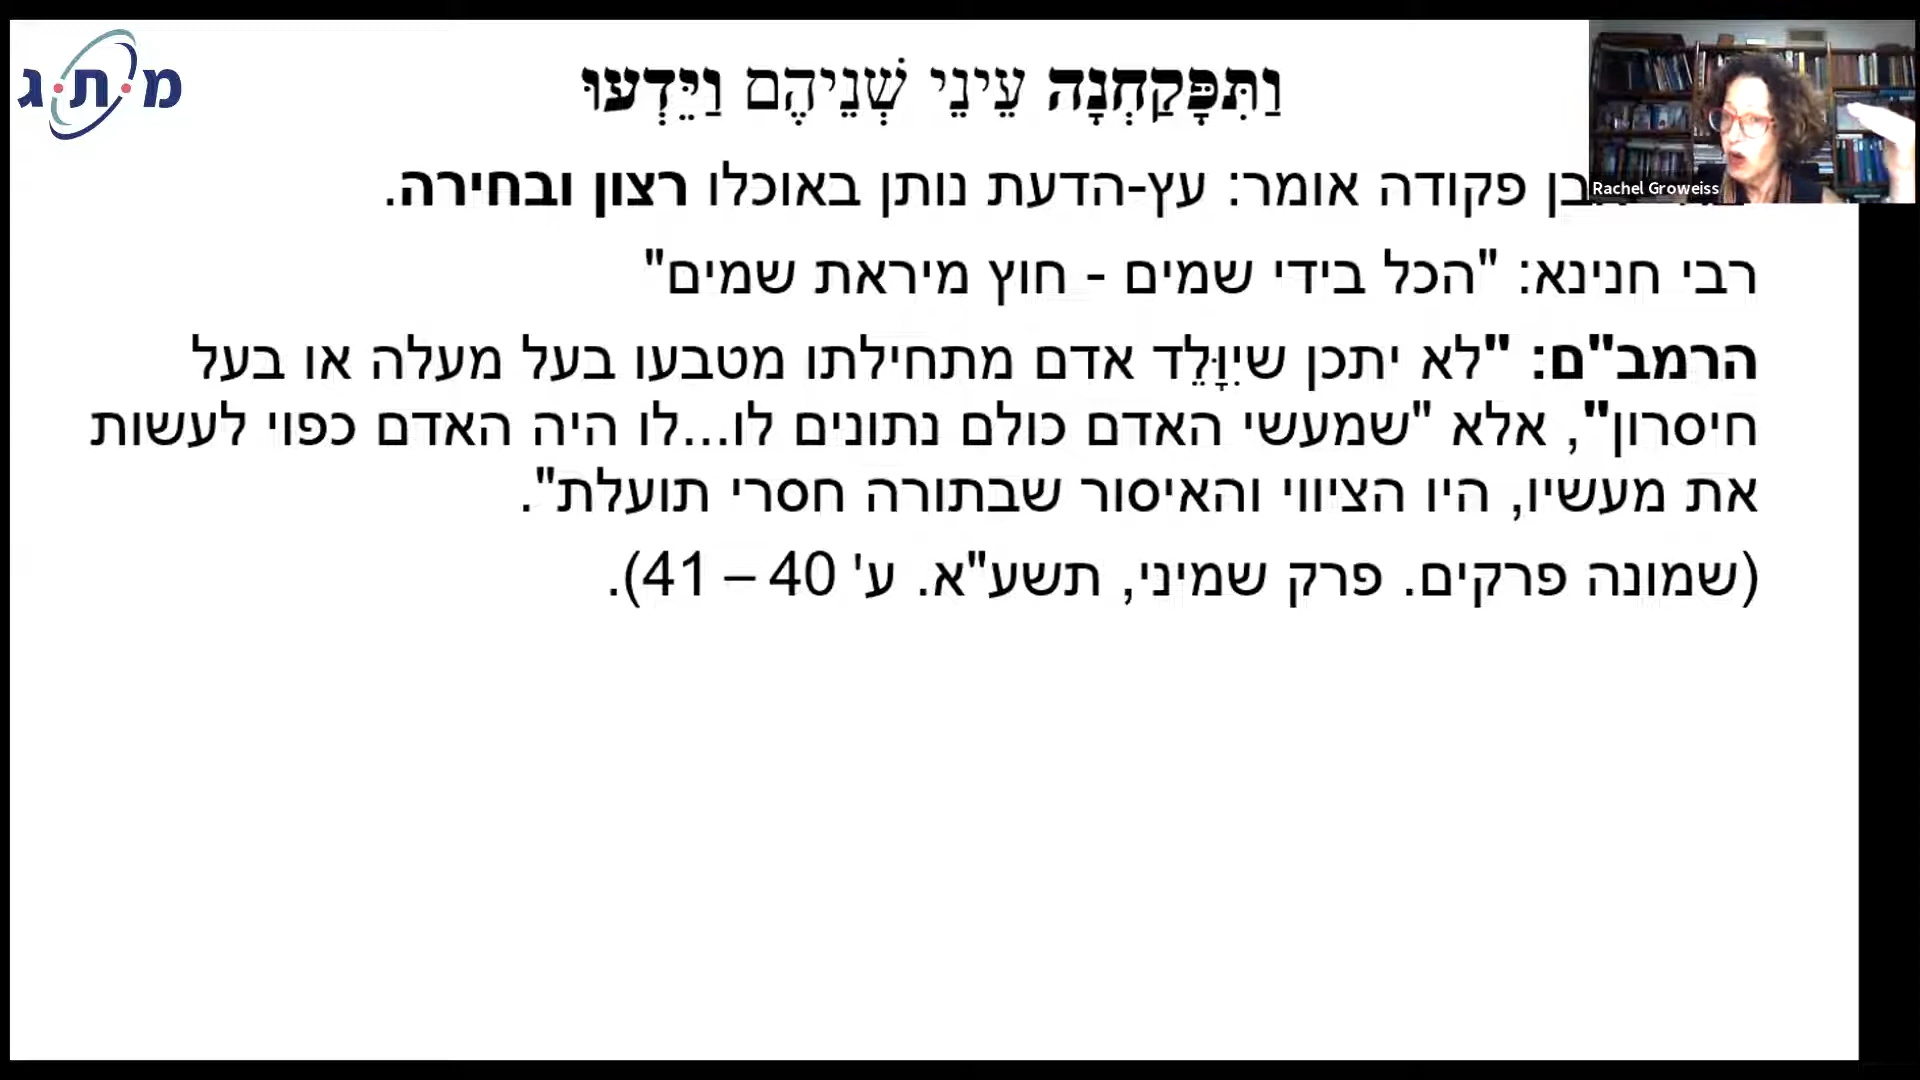 מ.ת.ג
וַתִּפָּקַחְנָה עֵינֵי שְׁנֵיהֶם וַיֵּדְעוּ
Rachel Groweiss
אבן פקודה אומר: עץ-הדעת נותן באוכלו רצון ובחירה.
רבי חנינא: "הכל בידי שמים - חוץ מיראת שמים"
הרמב"ם: "לא יתכן שיִוָּלֵד אדם מתחילתו מטבעו בעל מעלה או בעל
חיסרון", אלא "שמעשי האדם כולם נתונים לו...לו היה האדם כפוי לעשות
את מעשיו, היו הציווי והאיסור שבתורה חסרי תועלת".
(שמונה פרקים. פרק שמיני, תשע"א. ע' 40 – 41).